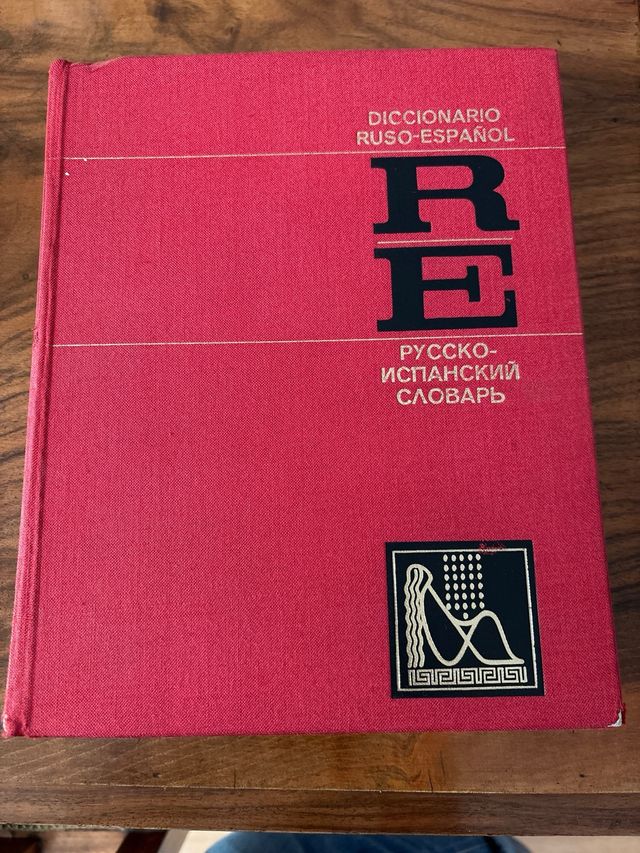 DICCIONARIO
RUSO-ESPAÑOL
R
E
РУССКО-
ИСПАНСКИЙ
СЛОВАРЬ